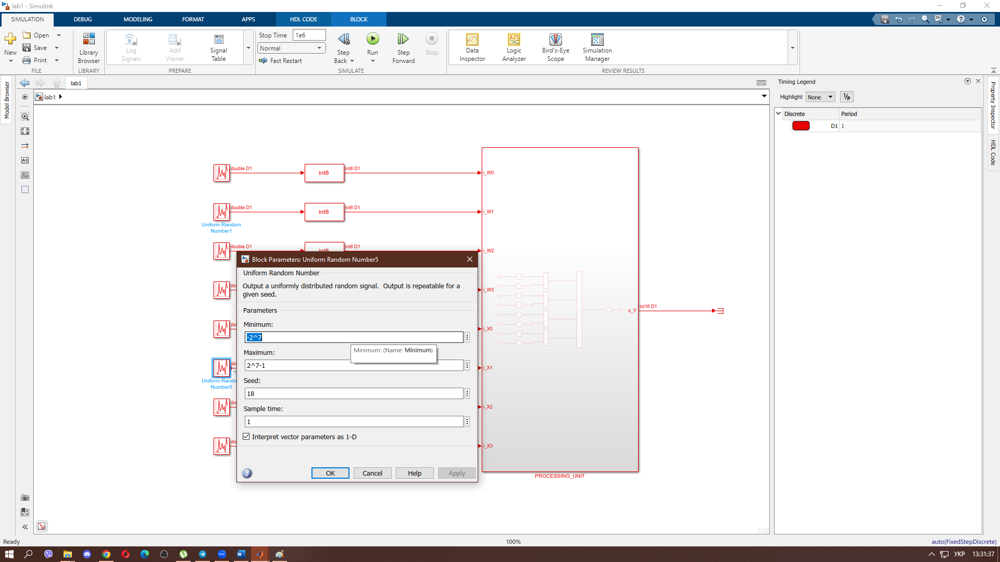 lab1 - Simulink
SIMULATION
DEBUG
MODELING
FORMAT
APPS
HDL CODE
BLOCK
New
Open
Save
Print
FILE
Library
Browser
LIBRARY
Log
Signals
Add
Viewer
Signal
Table
PREPARE
Stop Time 1e6
Normal
Fast Restart
Step
Back
Run
Step
Forward
Stop
SIMULATE
Data
Inspector
Logic
Analyzer
Bird's-Eye
Scope
Simulation
Manager
REVIEW RESULTS
Model Browser
lab1
lab1
Timing Legend
Highlight None
Discrete Period
D1 1
Property Inspector
HDL Code
double D1 int8 int8 D1 i_W0
double D1 int8 int8 D1 i_W1
Uniform Random
Number1
double D1 int8 int8 D1 i_W2
i_W3
i_X0
i_X1
Uniform Rando
Number5
i_X2
i_X3
o_Y int16 D1
PROCESSING_UNIT
Block Parameters: Uniform Random Number5
Uniform Random Number
Output a uniformly distributed random signal.  Output is repeatable for a
given seed.
Parameters
Minimum:
-2^7
Minimum: (Name: Minimum)
Maximum:
2^7-1
Seed:
18
Sample time:
1
Interpret vector parameters as 1-D
OK
Cancel
Help
Apply
Ready
100%
auto(FixedStepDiscrete)
УКР
13:31:37